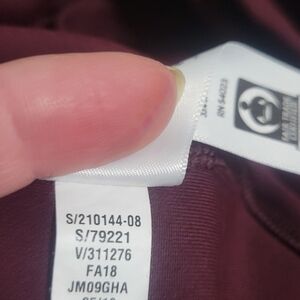 RN 54023
S/210144-08
S/79221
V/311276
FA18
JM09GHA